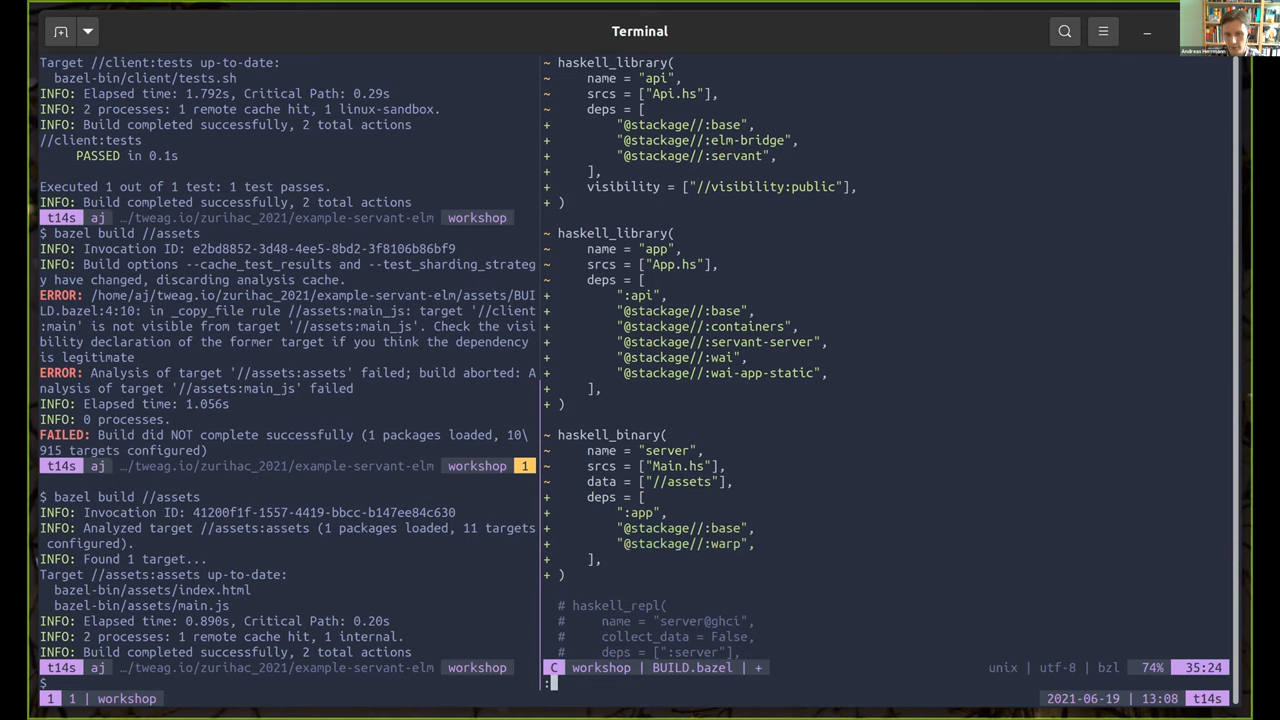 Terminal
Andreas Herrmann
Target //client:tests up-to-date:
  bazel-bin/client/tests.sh
INFO: Elapsed time: 1.792s, Critical Path: 0.29s
INFO: 2 processes: 1 remote cache hit, 1 linux-sandbox.
INFO: Build completed successfully, 2 total actions
//client:tests
     PASSED in 0.1s
Executed 1 out of 1 test: 1 test passes.
INFO: Build completed successfully, 2 total actions
t14s aj …/tweag.io/zurihac_2021/example-servant-elm workshop
$ bazel build //assets
INFO: Invocation ID: e2bd8852-3d48-4ee5-8bd2-3f8106b86bf9
INFO: Build options --cache_test_results and --test_sharding_strateg
y have changed, discarding analysis cache.
ERROR: /home/aj/tweag.io/zurihac_2021/example-servant-elm/assets/BUI
LD.bazel:4:10: in _copy_file rule //assets:main_js: target '//client
:main' is not visible from target '//assets:main_js'. Check the visi
bility declaration of the former target if you think the dependency
is legitimate
ERROR: Analysis of target '//assets:assets' failed; build aborted: A
nalysis of target '//assets:main_js' failed
INFO: Elapsed time: 1.056s
INFO: 0 processes.
FAILED: Build did NOT complete successfully (1 packages loaded, 10\
915 targets configured)
t14s aj …/tweag.io/zurihac_2021/example-servant-elm workshop 1
$ bazel build //assets
INFO: Invocation ID: 41200f1f-1557-4419-bbcc-b147ee84c630
INFO: Analyzed target //assets:assets (1 packages loaded, 11 targets
 configured).
INFO: Found 1 target...
Target //assets:assets up-to-date:
  bazel-bin/assets/index.html
  bazel-bin/assets/main.js
INFO: Elapsed time: 0.890s, Critical Path: 0.20s
INFO: 2 processes: 1 remote cache hit, 1 internal.
INFO: Build completed successfully, 2 total actions
t14s aj …/tweag.io/zurihac_2021/example-servant-elm workshop
$
~ haskell_library(
~     name = "api",
~     srcs = ["Api.hs"],
~     deps = [
+         "@stackage//:base",
+         "@stackage//:elm-bridge",
+         "@stackage//:servant",
+     ],
+     visibility = ["//visibility:public"],
+ )
~ haskell_library(
~     name = "app",
~     srcs = ["App.hs"],
~     deps = [
+         ":api",
+         "@stackage//:base",
+         "@stackage//:containers",
+         "@stackage//:servant-server",
+         "@stackage//:wai",
+         "@stackage//:wai-app-static",
+     ],
+ )
~ haskell_binary(
~     name = "server",
~     srcs = ["Main.hs"],
~     data = ["//assets"],
+     deps = [
+         ":app",
+         "@stackage//:base",
+         "@stackage//:warp",
+     ],
+ )
# haskell_repl(
#     name = "server@ghci",
#     collect_data = False,
#     deps = [":server"],
C workshop | BUILD.bazel | + unix | utf-8 | bzl 74% 35:24
:
1 1 | workshop 2021-06-19 | 13:08 t14s